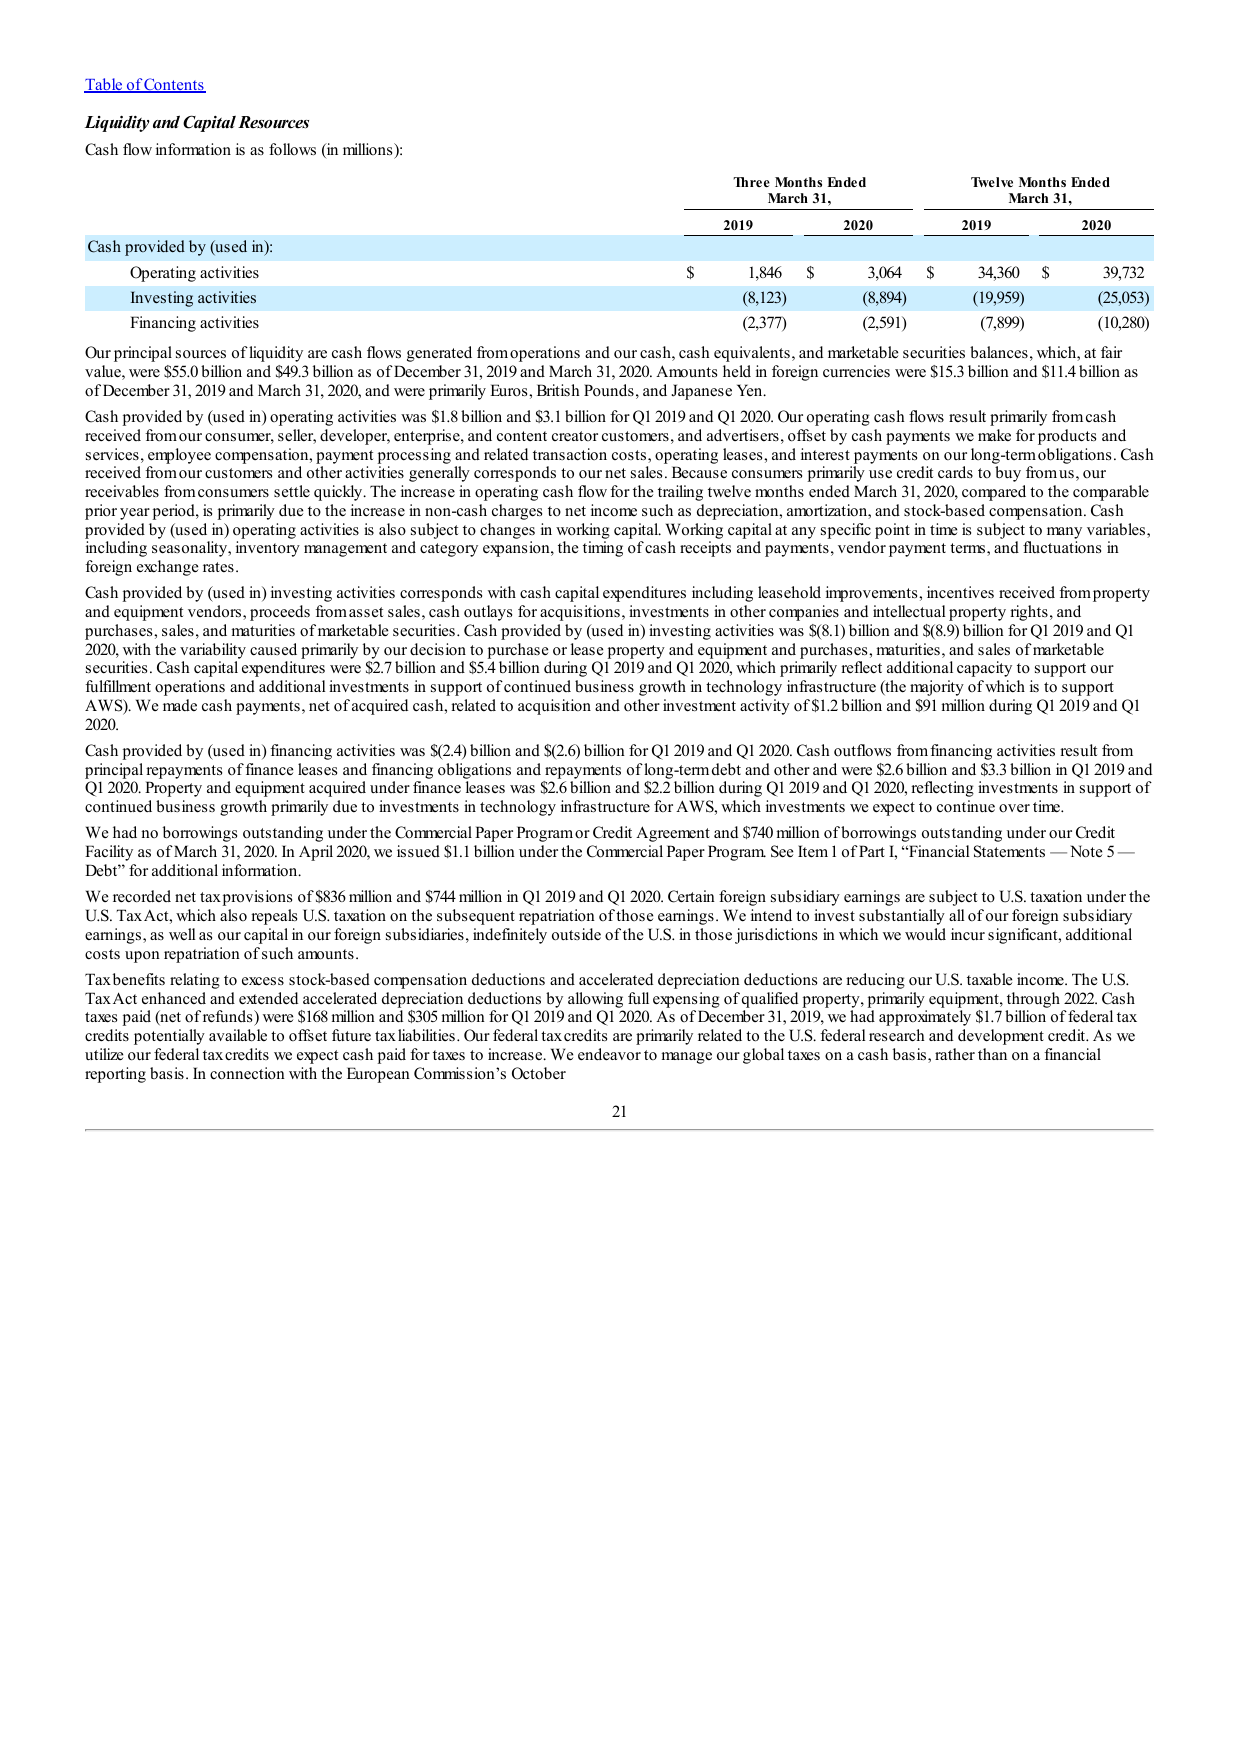 Table of Contents
Liquidity and Capital Resources
Cash flow information is as follows (in millions):
Three Months Ended March 31, Twelve Months Ended March 31,
2019 2020 2019 2020
Cash provided by (used in):
Operating activities $ 1,846 $ 3,064 $ 34,360 $ 39,732
Investing activities (8,123) (8,894) (19,959) (25,053)
Financing activities (2,377) (2,591) (7,899) (10,280)
Our principal sources of liquidity are cash flows generated from operations and our cash, cash equivalents, and marketable securities balances, which, at fair
value, were $55.0 billion and $49.3 billion as of December 31, 2019 and March 31, 2020. Amounts held in foreign currencies were $15.3 billion and $11.4 billion as
of December 31, 2019 and March 31, 2020, and were primarily Euros, British Pounds, and Japanese Yen.
Cash provided by (used in) operating activities was $1.8 billion and $3.1 billion for Q1 2019 and Q1 2020. Our operating cash flows result primarily from cash
received from our consumer, seller, developer, enterprise, and content creator customers, and advertisers, offset by cash payments we make for products and
services, employee compensation, payment processing and related transaction costs, operating leases, and interest payments on our long-term obligations. Cash
received from our customers and other activities generally corresponds to our net sales. Because consumers primarily use credit cards to buy from us, our
receivables from consumers settle quickly. The increase in operating cash flow for the trailing twelve months ended March 31, 2020, compared to the comparable
prior year period, is primarily due to the increase in non-cash charges to net income such as depreciation, amortization, and stock-based compensation. Cash
provided by (used in) operating activities is also subject to changes in working capital. Working capital at any specific point in time is subject to many variables,
including seasonality, inventory management and category expansion, the timing of cash receipts and payments, vendor payment terms, and fluctuations in
foreign exchange rates.
Cash provided by (used in) investing activities corresponds with cash capital expenditures including leasehold improvements, incentives received from property
and equipment vendors, proceeds from asset sales, cash outlays for acquisitions, investments in other companies and intellectual property rights, and
purchases, sales, and maturities of marketable securities. Cash provided by (used in) investing activities was $(8.1) billion and $(8.9) billion for Q1 2019 and Q1
2020, with the variability caused primarily by our decision to purchase or lease property and equipment and purchases, maturities, and sales of marketable
securities. Cash capital expenditures were $2.7 billion and $5.4 billion during Q1 2019 and Q1 2020, which primarily reflect additional capacity to support our
fulfillment operations and additional investments in support of continued business growth in technology infrastructure (the majority of which is to support
AWS). We made cash payments, net of acquired cash, related to acquisition and other investment activity of $1.2 billion and $91 million during Q1 2019 and Q1
2020.
Cash provided by (used in) financing activities was $(2.4) billion and $(2.6) billion for Q1 2019 and Q1 2020. Cash outflows from financing activities result from
principal repayments of finance leases and financing obligations and repayments of long-term debt and other and were $2.6 billion and $3.3 billion in Q1 2019 and
Q1 2020. Property and equipment acquired under finance leases was $2.6 billion and $2.2 billion during Q1 2019 and Q1 2020, reflecting investments in support of
continued business growth primarily due to investments in technology infrastructure for AWS, which investments we expect to continue over time.
We had no borrowings outstanding under the Commercial Paper Program or Credit Agreement and $740 million of borrowings outstanding under our Credit
Facility as of March 31, 2020. In April 2020, we issued $1.1 billion under the Commercial Paper Program. See Item 1 of Part I, “Financial Statements — Note 5 —
Debt” for additional information.
We recorded net tax provisions of $836 million and $744 million in Q1 2019 and Q1 2020. Certain foreign subsidiary earnings are subject to U.S. taxation under the
U.S. Tax Act, which also repeals U.S. taxation on the subsequent repatriation of those earnings. We intend to invest substantially all of our foreign subsidiary
earnings, as well as our capital in our foreign subsidiaries, indefinitely outside of the U.S. in those jurisdictions in which we would incur significant, additional
costs upon repatriation of such amounts.
Tax benefits relating to excess stock-based compensation deductions and accelerated depreciation deductions are reducing our U.S. taxable income. The U.S.
Tax Act enhanced and extended accelerated depreciation deductions by allowing full expensing of qualified property, primarily equipment, through 2022. Cash
taxes paid (net of refunds) were $168 million and $305 million for Q1 2019 and Q1 2020. As of December 31, 2019, we had approximately $1.7 billion of federal tax
credits potentially available to offset future tax liabilities. Our federal tax credits are primarily related to the U.S. federal research and development credit. As we
utilize our federal tax credits we expect cash paid for taxes to increase. We endeavor to manage our global taxes on a cash basis, rather than on a financial
reporting basis. In connection with the European Commission’s October
21